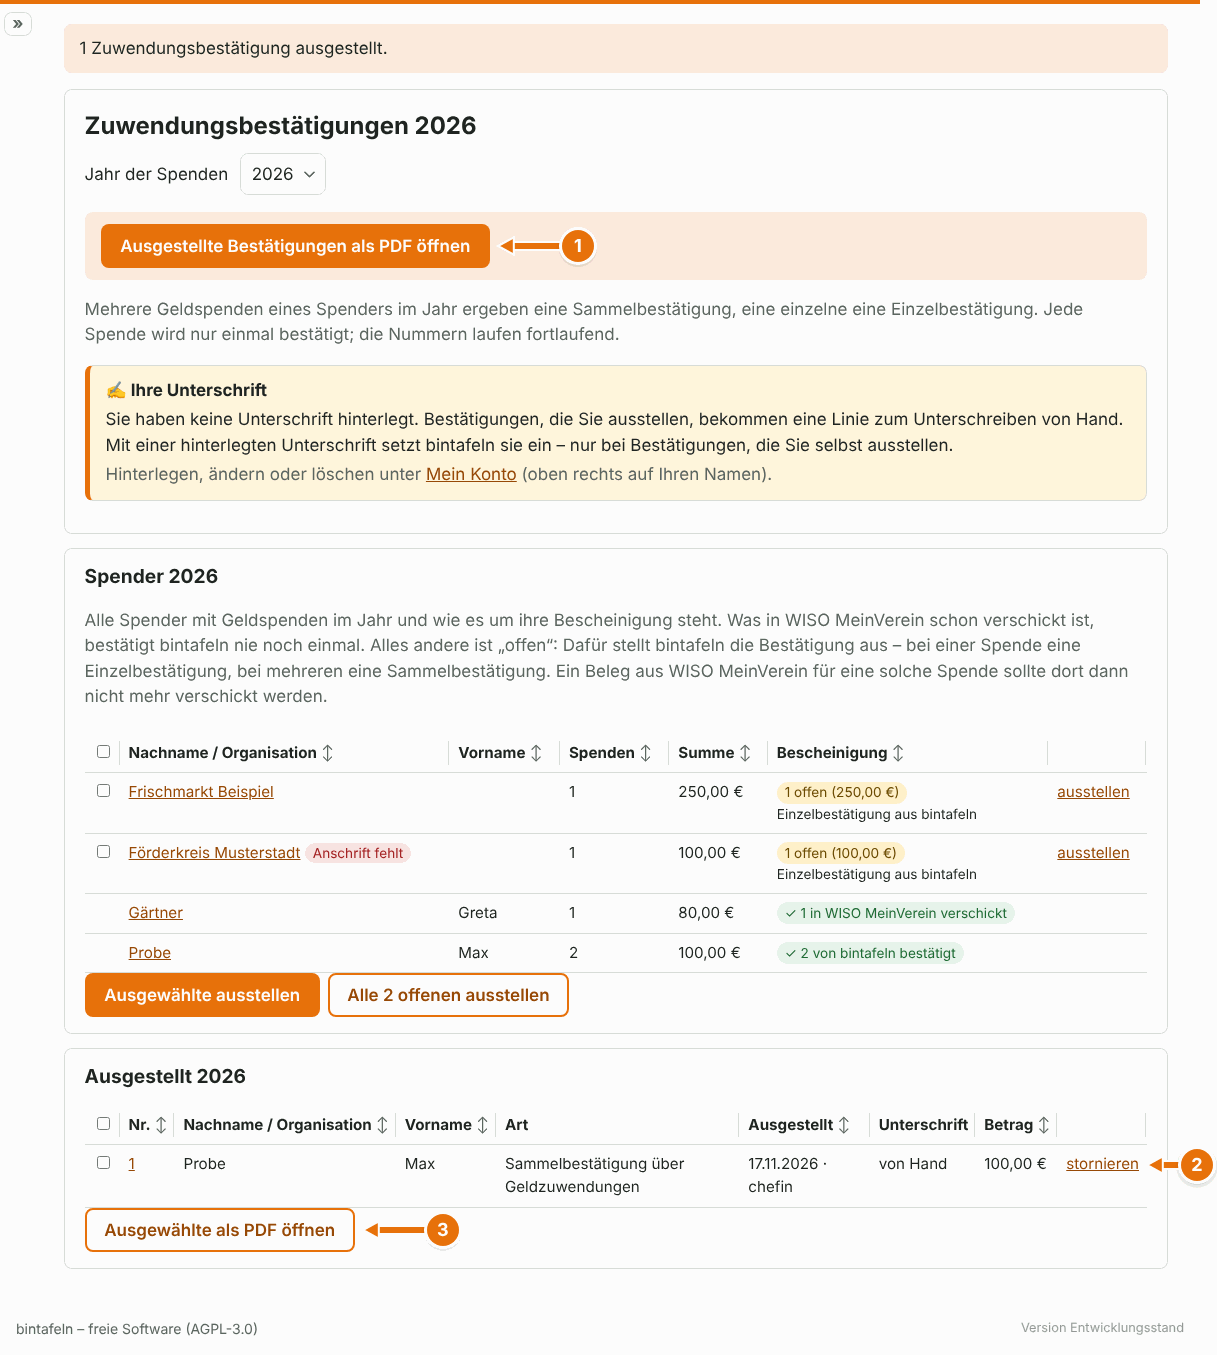 »
1 Zuwendungsbestätigung ausgestellt.
Zuwendungsbestätigungen 2026
Jahr der Spenden 2026
Ausgestellte Bestätigungen als PDF öffnen 1
Mehrere Geldspenden eines Spenders im Jahr ergeben eine Sammelbestätigung, eine einzelne eine Einzelbestätigung. Jede
Spende wird nur einmal bestätigt; die Nummern laufen fortlaufend.
✍ Ihre Unterschrift
Sie haben keine Unterschrift hinterlegt. Bestätigungen, die Sie ausstellen, bekommen eine Linie zum Unterschreiben von Hand.
Mit einer hinterlegten Unterschrift setzt bintafeln sie ein – nur bei Bestätigungen, die Sie selbst ausstellen.
Hinterlegen, ändern oder löschen unter Mein Konto (oben rechts auf Ihren Namen).
Spender 2026
Alle Spender mit Geldspenden im Jahr und wie es um ihre Bescheinigung steht. Was in WISO MeinVerein schon verschickt ist,
bestätigt bintafeln nie noch einmal. Alles andere ist „offen“: Dafür stellt bintafeln die Bestätigung aus – bei einer Spende eine
Einzelbestätigung, bei mehreren eine Sammelbestätigung. Ein Beleg aus WISO MeinVerein für eine solche Spende sollte dort dann
nicht mehr verschickt werden.
Nachname / Organisation ↕ Vorname ↕ Spenden ↕ Summe ↕ Bescheinigung ↕
Frischmarkt Beispiel 1 250,00 € 1 offen (250,00 €) ausstellen
Einzelbestätigung aus bintafeln
Förderkreis Musterstadt Anschrift fehlt 1 100,00 € 1 offen (100,00 €) ausstellen
Einzelbestätigung aus bintafeln
Gärtner Greta 1 80,00 € ✓ 1 in WISO MeinVerein verschickt
Probe Max 2 100,00 € ✓ 2 von bintafeln bestätigt
Ausgewählte ausstellen Alle 2 offenen ausstellen
Ausgestellt 2026
Nr. ↕ Nachname / Organisation ↕ Vorname ↕ Art Ausgestellt ↕ Unterschrift Betrag ↕
1 Probe Max Sammelbestätigung über 17.11.2026 · von Hand 100,00 € stornieren 2
Geldzuwendungen chefin
Ausgewählte als PDF öffnen 3
bintafeln – freie Software (AGPL-3.0) Version Entwicklungsstand